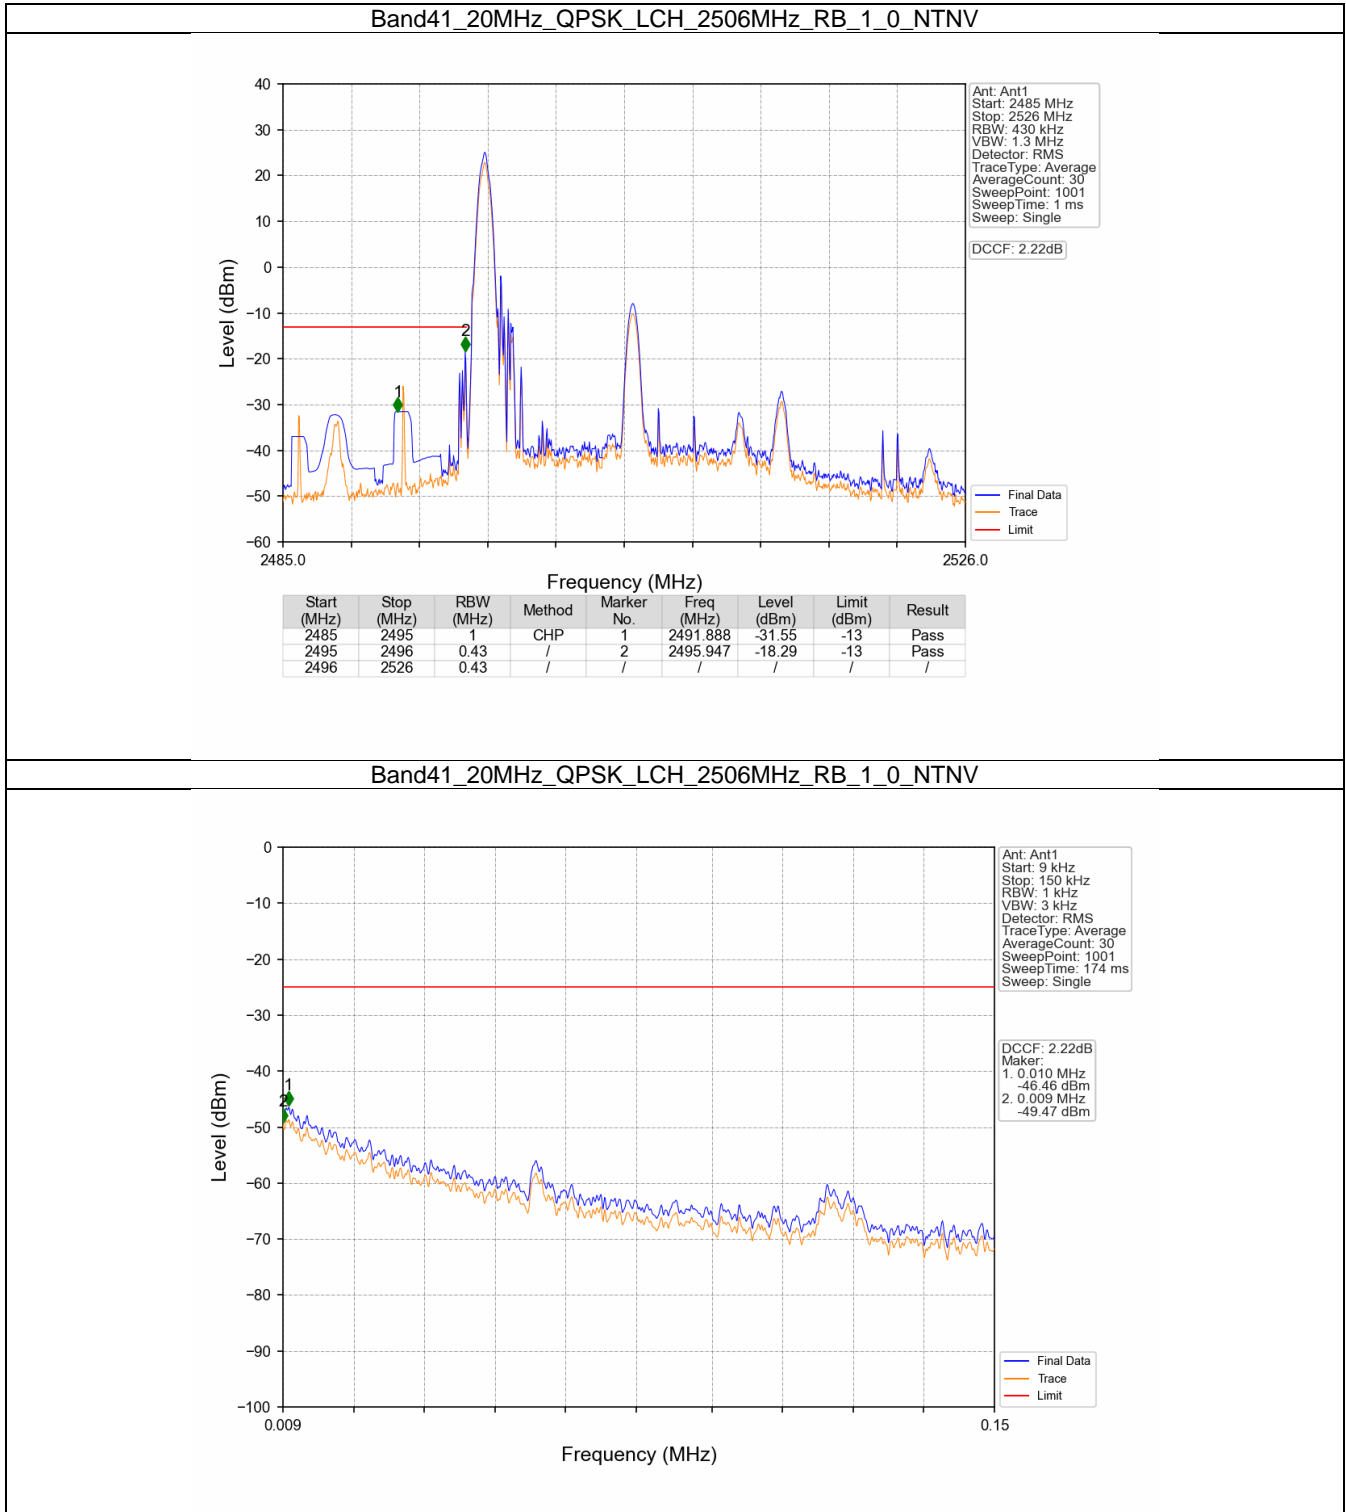 Band41_20MHz_QPSK_LCH_2506MHz_RB_1_0_NTNV
40
30
20
10
0
−10
−20
−30
−40
−50
−60
Level (dBm)
1
2
2485.0
2526.0
Frequency (MHz)
Ant: Ant1
Start: 2485 MHz
Stop: 2526 MHz
RBW: 430 kHz
VBW: 1.3 MHz
Detector: RMS
TraceType: Average
AverageCount: 30
SweepPoint: 1001
SweepTime: 1 ms
Sweep: Single
DCCF: 2.22dB
Final Data
Trace
Limit
Start (MHz) Stop (MHz) RBW (MHz) Method Marker No. Freq (MHz) Level (dBm) Limit (dBm) Result
2485 2495 1 CHP 1 2491.888 -31.55 -13 Pass
2495 2496 0.43 / 2 2495.947 -18.29 -13 Pass
2496 2526 0.43 / / / / / /
Band41_20MHz_QPSK_LCH_2506MHz_RB_1_0_NTNV
0
−10
−20
−30
−40
−50
−60
−70
−80
−90
−100
Level (dBm)
1
2
0.009
0.15
Frequency (MHz)
Ant: Ant1
Start: 9 kHz
Stop: 150 kHz
RBW: 1 kHz
VBW: 3 kHz
Detector: RMS
TraceType: Average
AverageCount: 30
SweepPoint: 1001
SweepTime: 174 ms
Sweep: Single
DCCF: 2.22dB
Maker:
1. 0.010 MHz
-46.46 dBm
2. 0.009 MHz
-49.47 dBm
Final Data
Trace
Limit